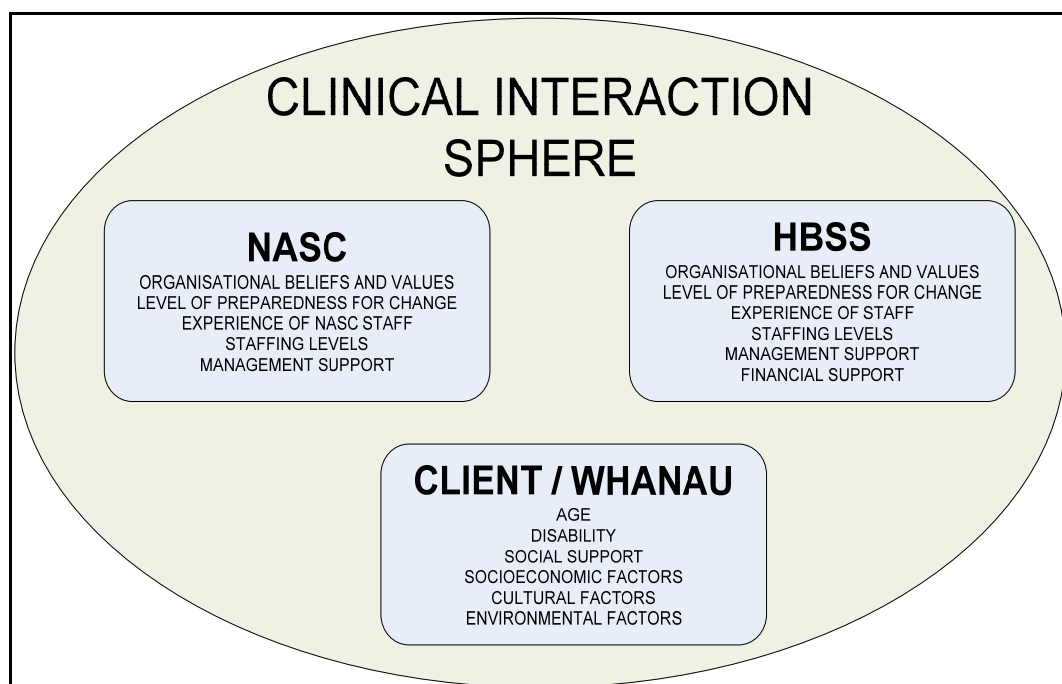 CLINICAL INTERACTION
SPHERE
NASC
ORGANISATIONAL BELIEFS AND VALUES
LEVEL OF PREPAREDNESS FOR CHANGE
EXPERIENCE OF NASC STAFF
STAFFING LEVELS
MANAGEMENT SUPPORT
HBSS
ORGANISATIONAL BELIEFS AND VALUES
LEVEL OF PREPAREDNESS FOR CHANGE
EXPERIENCE OF STAFF
STAFFING LEVELS
MANAGEMENT SUPPORT
FINANCIAL SUPPORT
CLIENT / WHANAU
AGE
DISABILITY
SOCIAL SUPPORT
SOCIOECONOMIC FACTORS
CULTURAL FACTORS
ENVIRONMENTAL FACTORS